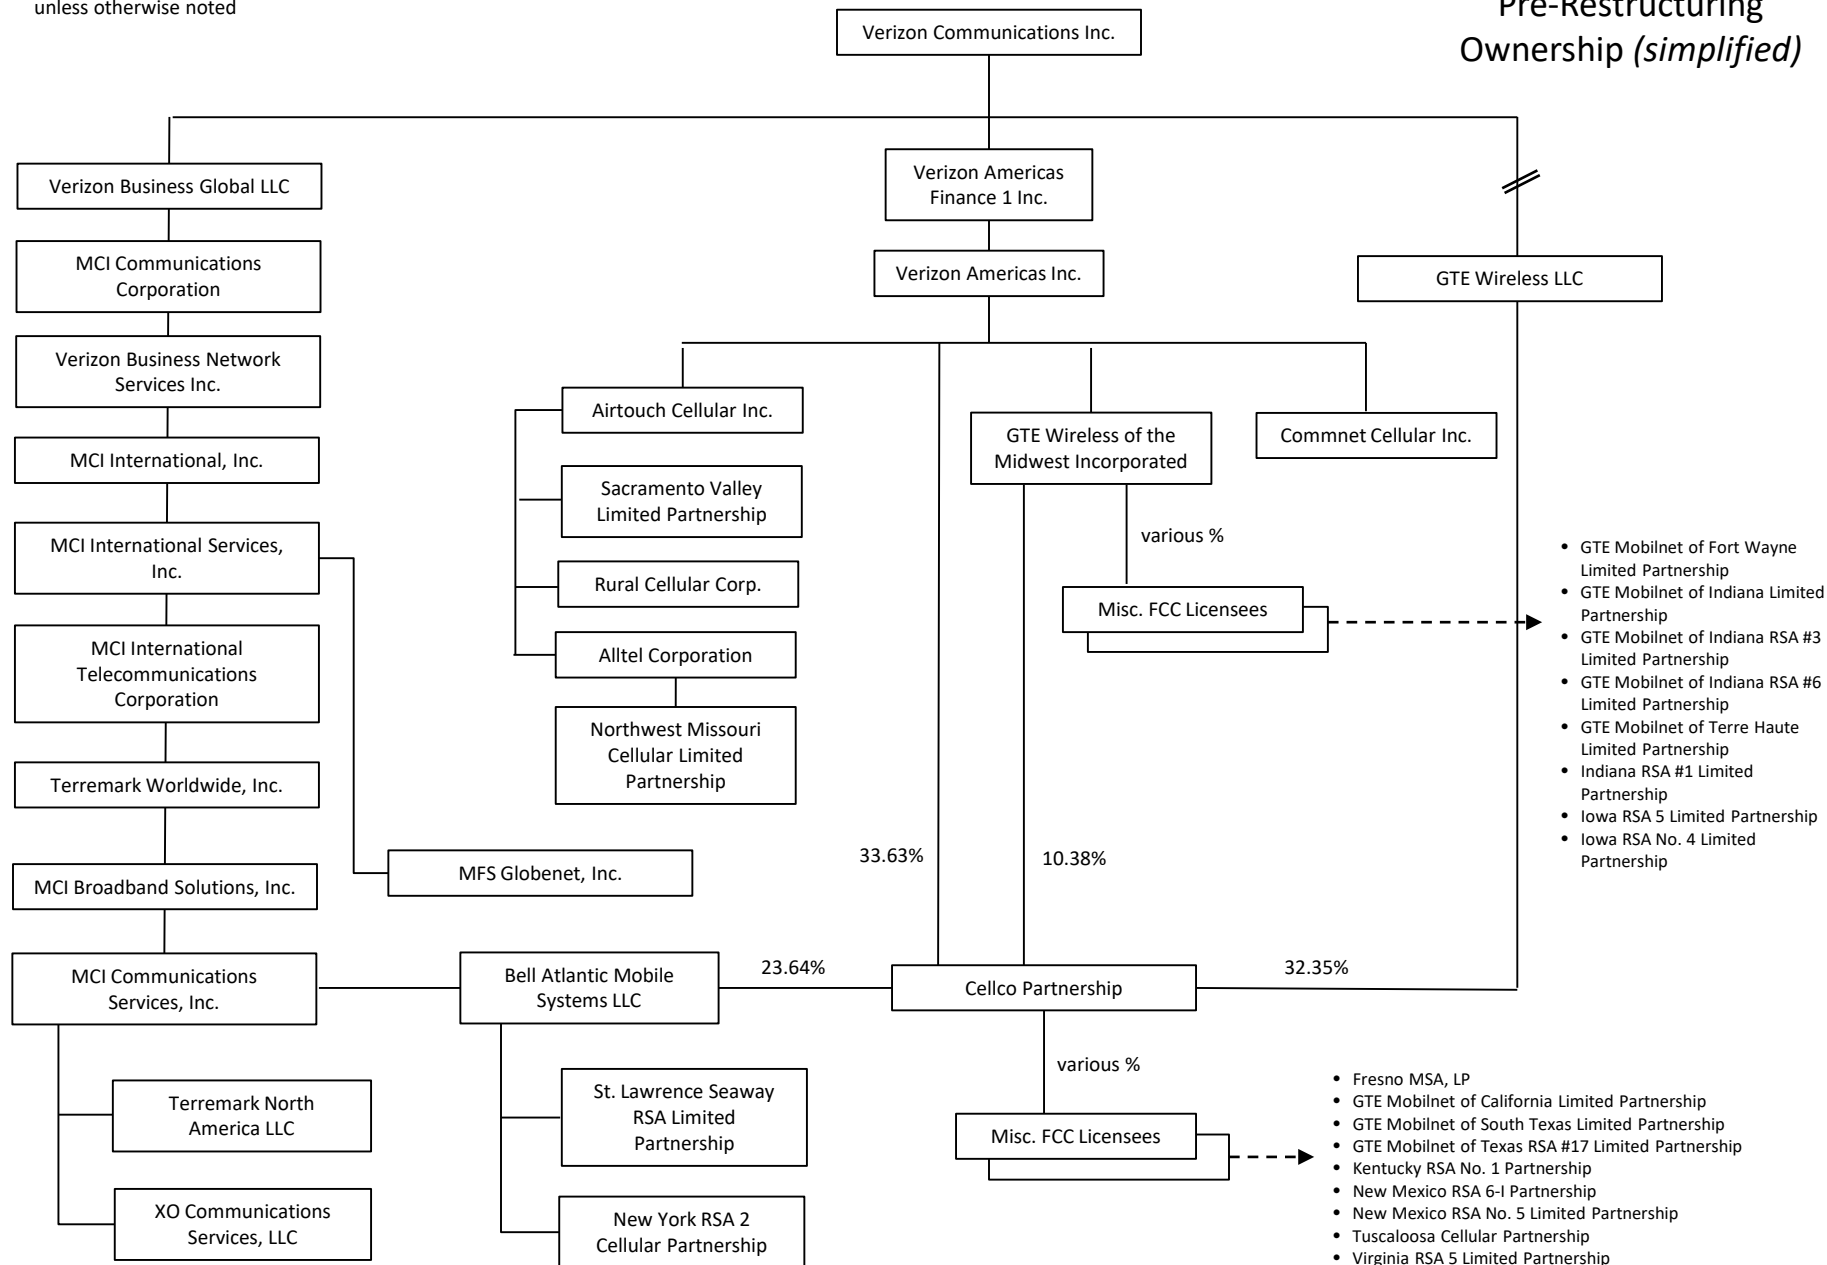 unless otherwise noted
Pre-Restructuring
Ownership (simplified)
Verizon Communications Inc.
Verizon Business Global LLC
Verizon Americas
Finance 1 Inc.
MCI Communications
Corporation
Verizon Americas Inc.
GTE Wireless LLC
Verizon Business Network
Services Inc.
Airtouch Cellular Inc.
GTE Wireless of the
Midwest Incorporated
Commnet Cellular Inc.
MCI International, Inc.
Sacramento Valley
Limited Partnership
MCI International Services,
Inc.
various %
Rural Cellular Corp.
Misc. FCC Licensees
• GTE Mobilnet of Fort Wayne
Limited Partnership
• GTE Mobilnet of Indiana Limited
Partnership
• GTE Mobilnet of Indiana RSA #3
Limited Partnership
• GTE Mobilnet of Indiana RSA #6
Limited Partnership
• GTE Mobilnet of Terre Haute
Limited Partnership
• Indiana RSA #1 Limited
Partnership
• Iowa RSA 5 Limited Partnership
• Iowa RSA No. 4 Limited
Partnership
MCI International
Telecommunications
Corporation
Alltel Corporation
Northwest Missouri
Cellular Limited
Partnership
Terremark Worldwide, Inc.
33.63%
10.38%
MCI Broadband Solutions, Inc.
MFS Globenet, Inc.
MCI Communications
Services, Inc.
Bell Atlantic Mobile
Systems LLC
23.64%
Cellco Partnership
32.35%
various %
Terremark North
America LLC
St. Lawrence Seaway
RSA Limited
Partnership
Misc. FCC Licensees
• Fresno MSA, LP
• GTE Mobilnet of California Limited Partnership
• GTE Mobilnet of South Texas Limited Partnership
• GTE Mobilnet of Texas RSA #17 Limited Partnership
• Kentucky RSA No. 1 Partnership
• New Mexico RSA 6-I Partnership
• New Mexico RSA No. 5 Limited Partnership
• Tuscaloosa Cellular Partnership
• Virginia RSA 5 Limited Partnership
XO Communications
Services, LLC
New York RSA 2
Cellular Partnership